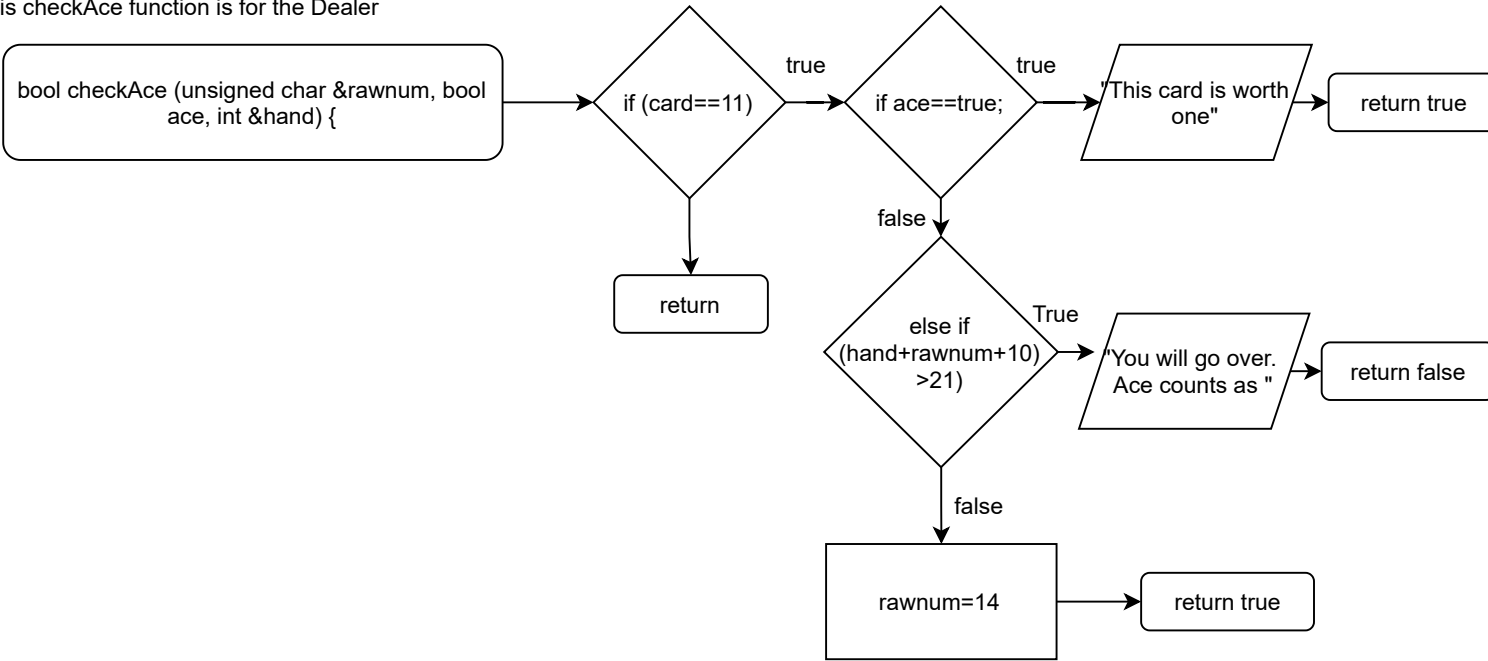 is checkAce function is for the Dealer
bool checkAce (unsigned char &rawnum, bool
ace, int &hand) {
if (card==11)
true
if ace==true;
true
"This card is worth
one"
return true
return
false
else if
(hand+rawnum+10)
>21)
True
"You will go over.
Ace counts as "
return false
false
rawnum=14
return true